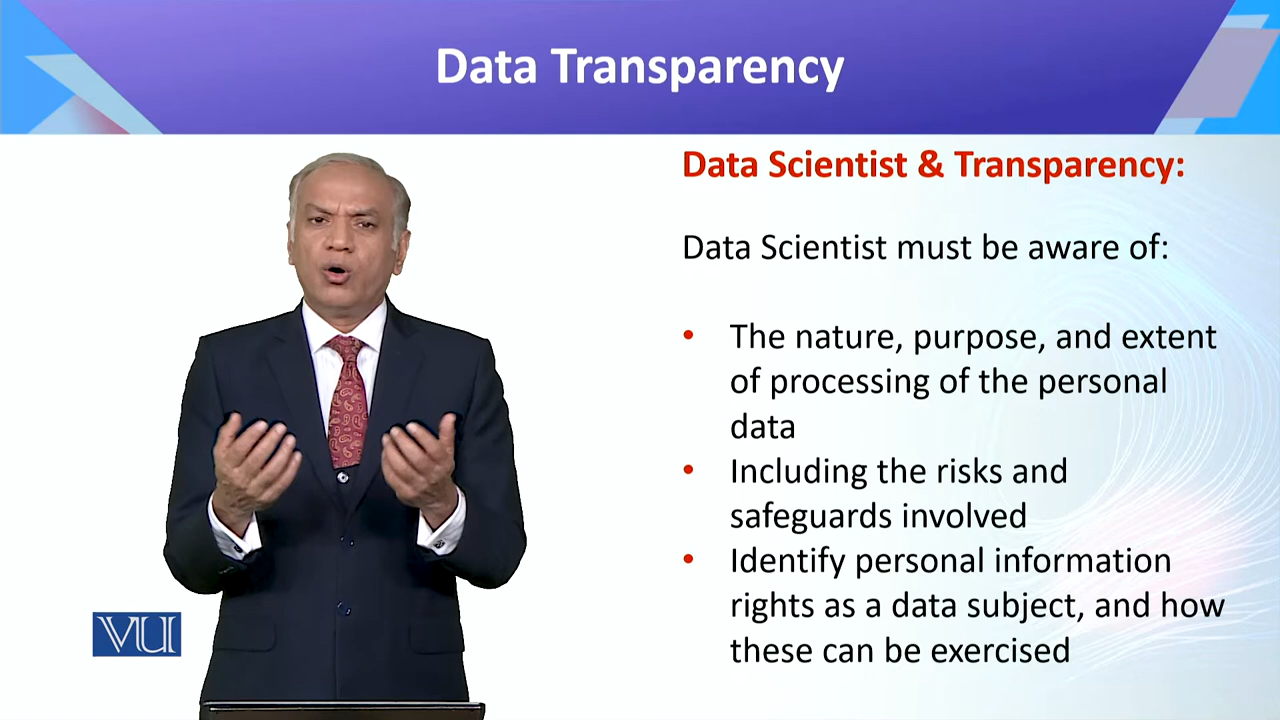 Data Transparency
Data Scientist & Transparency:
Data Scientist must be aware of:
• The nature, purpose, and extent
of processing of the personal
data
• Including the risks and
safeguards involved
• Identify personal information
rights as a data subject, and how
these can be exercised
VU